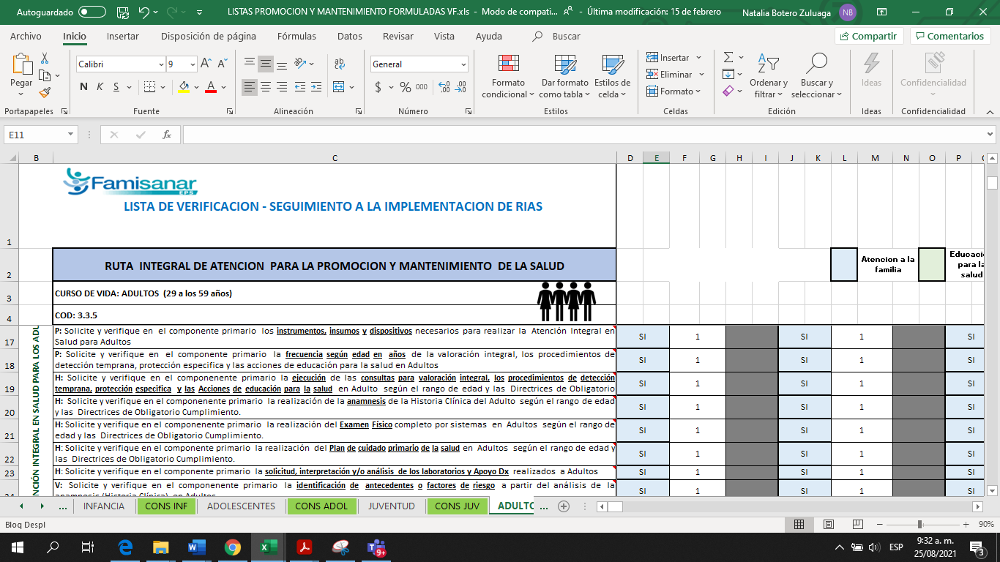 Autoguardado
LISTAS PROMOCION Y MANTENIMIENTO FORMULADAS VF.xls - Modo de compati... - Última modificación: 15 de febrero
Natalia Botero Zuluaga NB
Archivo Inicio Insertar Disposición de página Fórmulas Datos Revisar Vista Ayuda Buscar Compartir Comentarios
Pegar
Calibri 9
General
N K S
$ % 000
Formato condicional
Dar formato como tabla
Estilos de celda
Insertar
Eliminar
Formato
Ordenar y filtrar
Buscar y seleccionar
Ideas
Confidencialidad
Portapapeles Fuente Alineación Número Estilos Celdas Edición Ideas Confidencialidad
E11 fx
B C D E F G H I J K L M N O P
1
Famisanar
EPS
LISTA DE VERIFICACION - SEGUIMIENTO A LA IMPLEMENTACION DE RIAS
2 RUTA INTEGRAL DE ATENCION PARA LA PROMOCION Y MANTENIMIENTO DE LA SALUD
Atencion a la familia
Educaci para la salud
3 CURSO DE VIDA: ADULTOS (29 a los 59 años)
4 COD: 3.3.5
NCIÓN INTEGRAL EN SALUD PARA LOS ADU
17 P: Solicite y verifique en el componente primario los instrumentos, insumos y dispositivos necesarios para realizar la Atención Integral en
Salud para Adultos
SI 1 SI 1 SI
18 P: Solicite y verifique en el componente primario la frecuencia según edad en años de la valoración integral, los procedimientos de
detección temprana, protección especifica y las acciones de educación para la salud en Adultos
SI 1 SI 1 SI
19 H: Solicite y verifique en el componenente primario la ejecución de las consultas para valoración integral, los procedimientos de detección
temprana, protección especifica y las Acciones de educación para la salud en Adulto según el rango de edad y las Directrices de Obligatorio
SI 1 SI 1 SI
20 H: Solicite y verifique en el componenente primario la realización de la anamnesis de la Historia Clínica del Adulto según el rango de edad
y las Directrices de Obligatorio Cumplimiento.
SI 1 SI 1 SI
21 H: Solicite y verifique en el componenente primario la realización del Examen Físico completo por sistemas en Adultos según el rango de
edad y las Directrices de Obligatorio Cumplimiento.
SI 1 SI 1 SI
22 H: Solicite y verifique en el componente primario la realización del Plan de cuidado primario de la salud en Adultos según el rango de edad y
las Directrices de Obligatorio Cumplimiento.
SI 1 SI 1 SI
23 H: Solicite y verifique en el componente primario la solicitud, interpretación y/o análisis de los laboratorios y Apoyo Dx realizados a Adultos
SI 1 SI 1 SI
24 V: Solicite y verifique en el componenente primario la identificación de antecedentes o factores de riesgo a partir del análisis de la
anamnesis (Historia Clínica) en Adultos
SI 1 SI 1 SI
... INFANCIA CONS INF ADOLESCENTES CONS ADOL JUVENTUD CONS JUV ADULTO ...
Bloq Despl
90%
9+
ESP
9:32 a. m.
25/08/2021
3